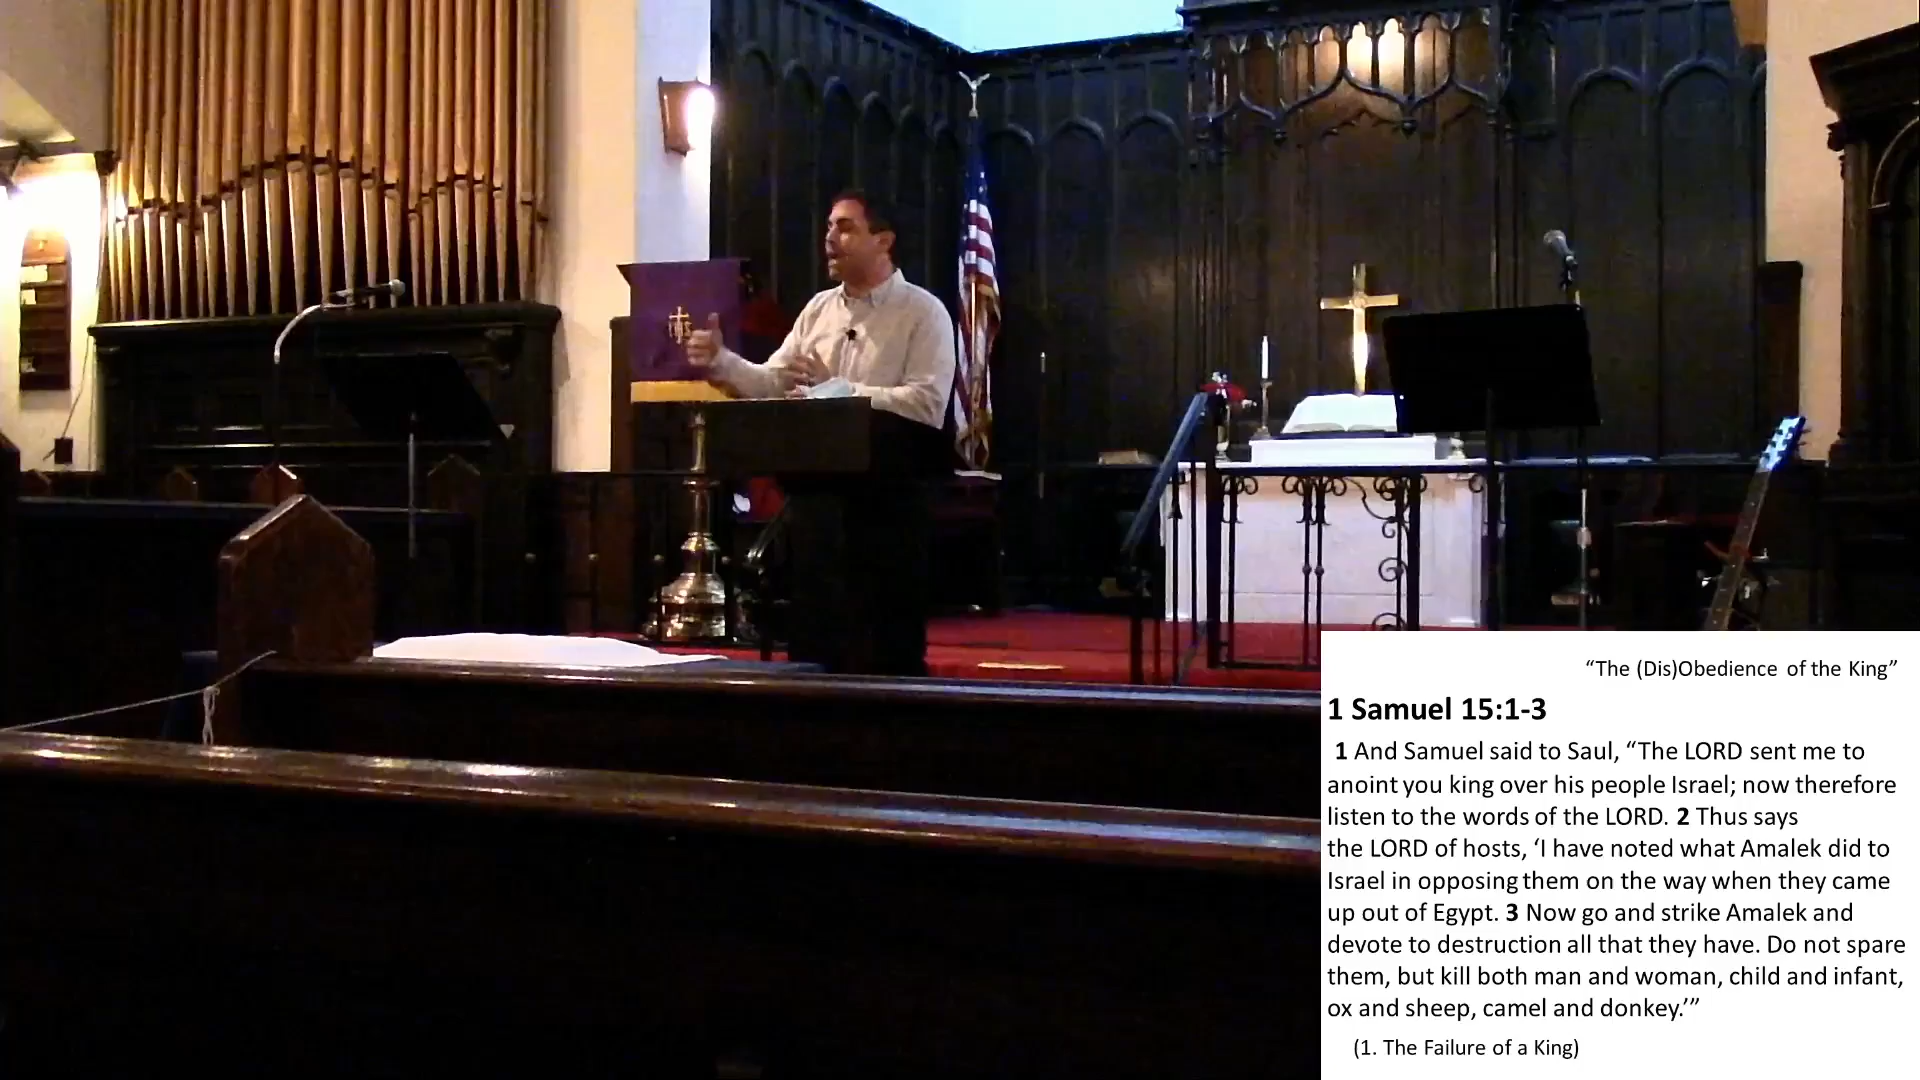 IHS
“The (Dis)Obedience of the King”
1 Samuel 15:1-3
1 And Samuel said to Saul, “The LORD sent me to
anoint you king over his people Israel; now therefore
listen to the words of the LORD. 2 Thus says
the LORD of hosts, ‘I have noted what Amalek did to
Israel in opposing them on the way when they came
up out of Egypt. 3 Now go and strike Amalek and
devote to destruction all that they have. Do not spare
them, but kill both man and woman, child and infant,
ox and sheep, camel and donkey.’”
(1. The Failure of a King)